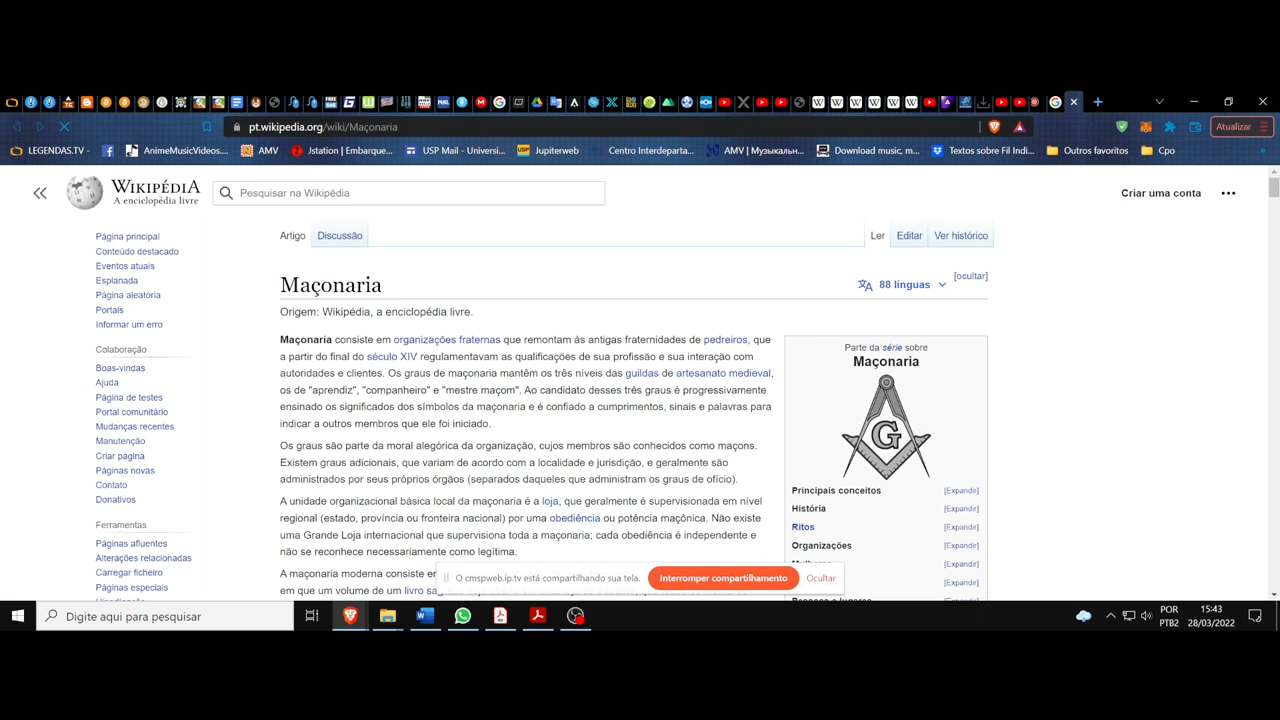 pt.wikipedia.org/wiki/Maçonaria
Atualizar
LEGENDAS.TV -
AnimeMusicVideos...
AMV
Jstation | Embarque...
USP Mail - Universi...
Jupiterweb
Centro Interdeparta...
AMV | Музыкальн...
Download music, m...
Textos sobre Fil Indi...
Outros favoritos
Cpo
WIKIPÉDIA
A enciclopédia livre
Pesquisar na Wikipédia
Criar uma conta
Página principal
Conteúdo destacado
Eventos atuais
Esplanada
Página aleatória
Portais
Informar um erro
Colaboração
Boas-vindas
Ajuda
Página de testes
Portal comunitário
Mudanças recentes
Manutenção
Criar página
Páginas novas
Contato
Donativos
Ferramentas
Páginas afluentes
Alterações relacionadas
Carregar ficheiro
Páginas especiais
Artigo Discussão
Ler Editar Ver histórico
[ocultar]
Maçonaria
88 línguas
Origem: Wikipédia, a enciclopédia livre.
Maçonaria consiste em organizações fraternas que remontam às antigas fraternidades de pedreiros, que
a partir do final do século XIV regulamentavam as qualificações de sua profissão e sua interação com
autoridades e clientes. Os graus de maçonaria mantêm os três níveis das guildas de artesanato medieval,
os de "aprendiz", "companheiro" e "mestre maçom". Ao candidato desses três graus é progressivamente
ensinado os significados dos símbolos da maçonaria e é confiado a cumprimentos, sinais e palavras para
indicar a outros membros que ele foi iniciado.
Os graus são parte da moral alegórica da organização, cujos membros são conhecidos como maçons.
Existem graus adicionais, que variam de acordo com a localidade e jurisdição, e geralmente são
administrados por seus próprios órgãos (separados daqueles que administram os graus de ofício).
A unidade organizacional básica local da maçonaria é a loja, que geralmente é supervisionada em nível
regional (estado, província ou fronteira nacional) por uma obediência ou potência maçônica. Não existe
uma Grande Loja internacional que supervisiona toda a maçonaria; cada obediência é independente e
não se reconhece necessariamente como legítima.
A maçonaria moderna consiste em
em que um volume de um livro
Parte da série sobre
Maçonaria
G
Principais conceitos [Expandir]
História [Expandir]
Ritos [Expandir]
Organizações [Expandir]
[Expandir]
[Expandir]
O cmspweb.ip.tv está compartilhando sua tela.
Interromper compartilhamento
Ocultar
Digite aqui para pesquisar
POR
PTB2
15:43
28/03/2022